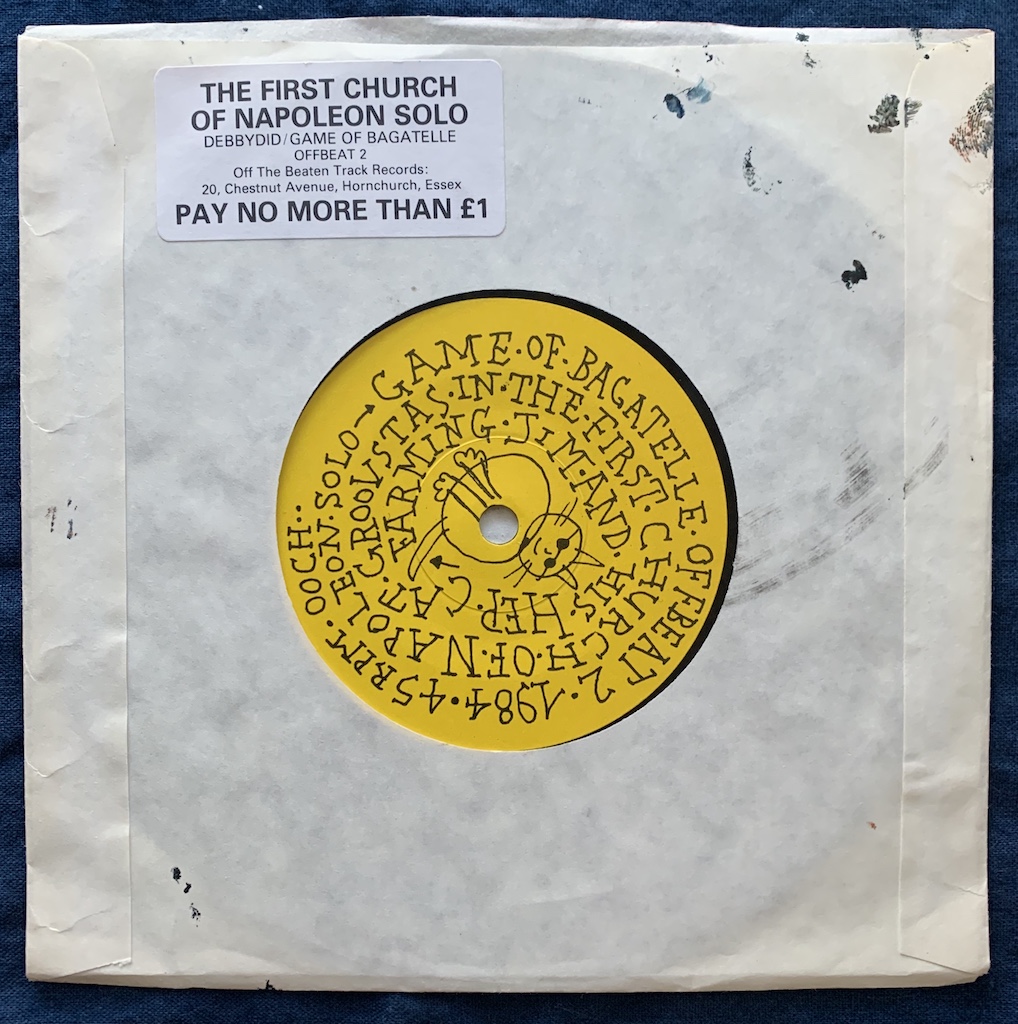 THE FIRST CHURCH
OF NAPOLEON SOLO
DEBBYDID/GAME OF BAGATELLE
OFFBEAT 2
Off The Beaten Track Records:
20, Chestnut Avenue, Hornchurch, Essex
PAY NO MORE THAN £1
GAME·OF·BAGATELLE·OFFBEAT 2·1984·45RPM·OOCH··
FARMING·JIM·AND·HIS·HEP·CAT·
GROOVSTAS·IN·THE·FIRST·CHURCH·OF·NAPOLEON·SOLO→